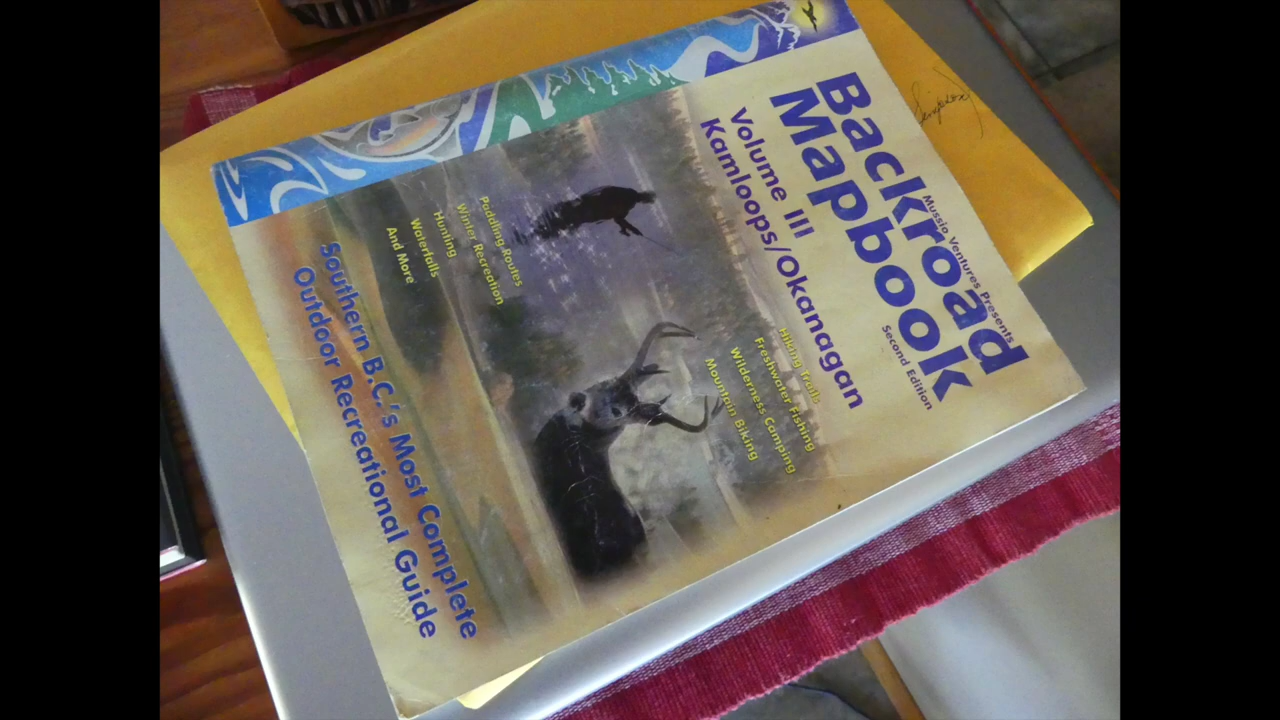 Mussio Ventures Presents
Backroad
Mapbook
Second Edition
Volume III
Kamloops/Okanagan
Hiking Trails
Freshwater Fishing
Wilderness Camping
Mountain Biking
Paddling Routes
Winter Recreation
Hunting
Waterfalls
And More
Southern B.C.'s Most Complete
Outdoor Recreational Guide